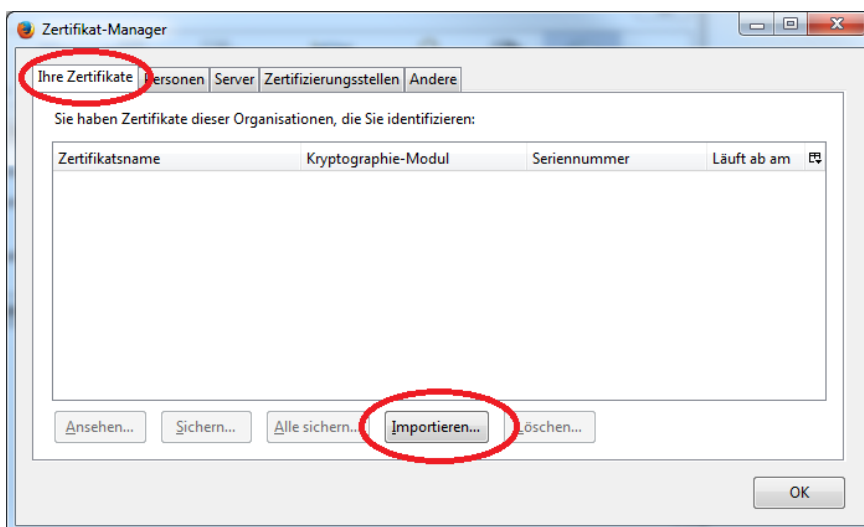 Zertifikat-Manager
Ihre Zertifikate Personen Server Zertifizierungsstellen Andere
Sie haben Zertifikate dieser Organisationen, die Sie identifizieren:
Zertifikatsname Kryptographie-Modul Seriennummer Läuft ab am
Ansehen... Sichern... Alle sichern... Importieren... Löschen...
OK